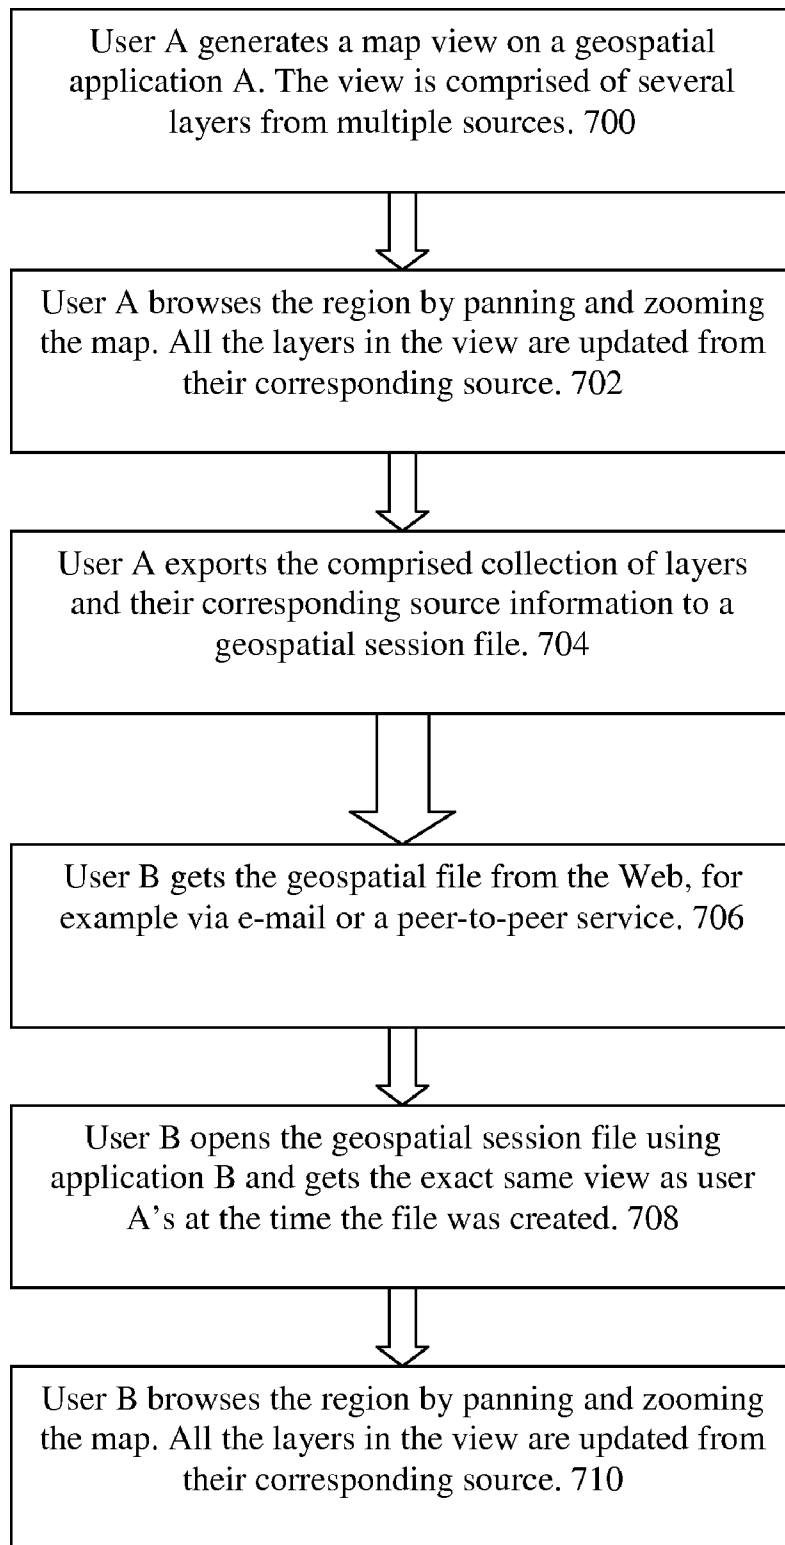 User A generates a map view on a geospatial
application A. The view is comprised of several
layers from multiple sources. 700
User A browses the region by panning and zooming
the map. All the layers in the view are updated from
their corresponding source. 702
User A exports the comprised collection of layers
and their corresponding source information to a
geospatial session file. 704
User B gets the geospatial file from the Web, for
example via e-mail or a peer-to-peer service. 706
User B opens the geospatial session file using
application B and gets the exact same view as user
A’s at the time the file was created. 708
User B browses the region by panning and zooming
the map. All the layers in the view are updated from
their corresponding source. 710